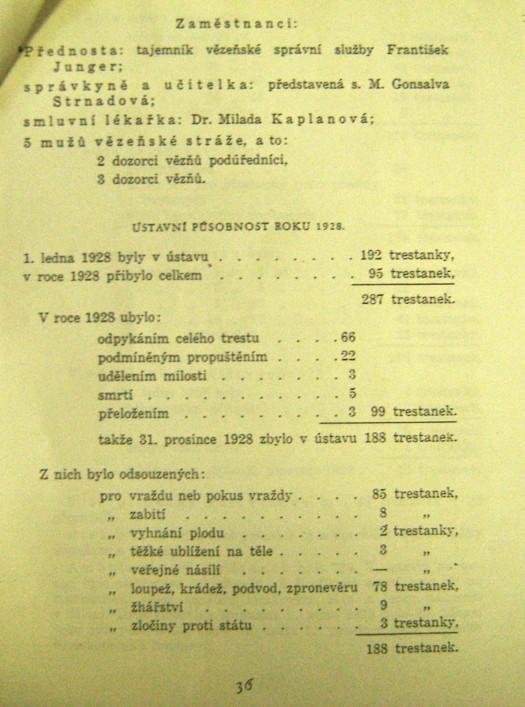 Zaměstnanci:
Přednosta: tajemník vězeňské správní služby František
Junger;
správkyně a učitelka: představená s. M. Gonsalva
Strnadová;
smluvní lékařka: Dr. Milada Kaplanová;
5 mužů vězeňské stráže, a to:
2 dozorci vězňů podúředníci,
3 dozorci vězňů.
ÚSTAVNÍ PŮSOBNOST ROKU 1928.
1. ledna 1928 byly v ústavu . . . . . . . . 192 trestanky,
v roce 1928 přibylo celkem . . . . . . . . 95 trestanek,
287 trestanek.
V roce 1928 ubylo:
odpykáním celého trestu . . . . 66
podmíněným propuštěním . . . . 22
udělením milosti . . . . . . . 3
smrtí . . . . . . . . . . . 5
přeložením . . . . . . . . . 3 99 trestanek.
takže 31. prosince 1928 zbylo v ústavu 188 trestanek.
Z nich bylo odsouzených:
pro vraždu neb pokus vraždy . . . . 85 trestanek,
„ zabití . . . . . . . . . . . 8 „
„ vyhnání plodu . . . . . . . 2 trestanky,
„ těžké ublížení na těle . . . . . 3 „
„ veřejné násilí . . . . . . . — „
„ loupež, krádež, podvod, zpronevěru 78 trestanek,
„ žhářství . . . . . . . . . 9 „
„ zločiny proti státu . . . . . . 3 trestanky,
188 trestanek.
36